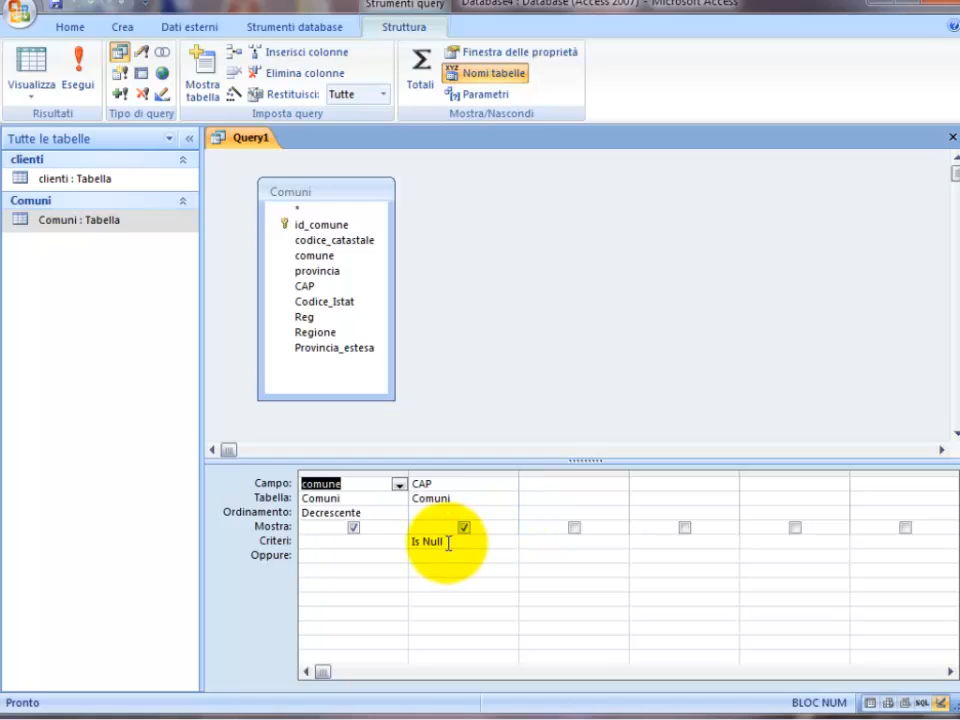 Strumenti query
Database4 : Database (Access 2007) - Microsoft Access
Home
Crea
Dati esterni
Strumenti database
Struttura
Visualizza
Esegui
Risultati
Tipo di query
Mostra
tabella
Inserisci colonne
Elimina colonne
Restituisci:
Tutte
Imposta query
Totali
Finestra delle proprietà
XYZ
Nomi tabelle
Parametri
Mostra/Nascondi
Tutte le tabelle
clienti
clienti : Tabella
Comuni
Comuni : Tabella
Query1
Comuni
*
id_comune
codice_catastale
comune
provincia
CAP
Codice_Istat
Reg
Regione
Provincia_estesa
Campo: comune CAP
Tabella: Comuni Comuni
Ordinamento: Decrescente
Mostra:
Criteri: Is Null
Oppure:
Pronto
BLOC NUM
SQL